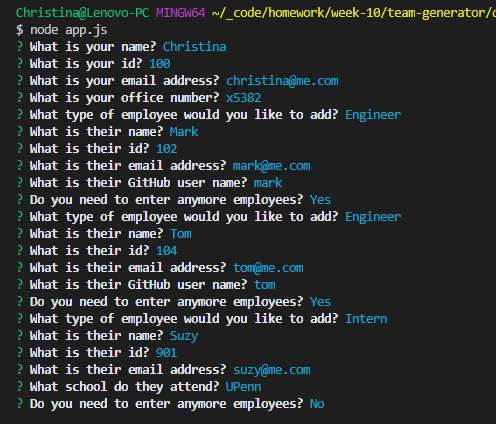 Christina@Lenovo-PC MINGW64 ~/_code/homework/week-10/team-generator/
$ node app.js
? What is your name? Christina
? What is your id? 100
? What is your email address? christina@me.com
? What is your office number? x5382
? What type of employee would you like to add? Engineer
? What is their name? Mark
? What is their id? 102
? What is their email address? mark@me.com
? What is their GitHub user name? mark
? Do you need to enter anymore employees? Yes
? What type of employee would you like to add? Engineer
? What is their name? Tom
? What is their id? 104
? What is their email address? tom@me.com
? What is their GitHub user name? tom
? Do you need to enter anymore employees? Yes
? What type of employee would you like to add? Intern
? What is their name? Suzy
? What is their id? 901
? What is their email address? suzy@me.com
? What school do they attend? UPenn
? Do you need to enter anymore employees? No